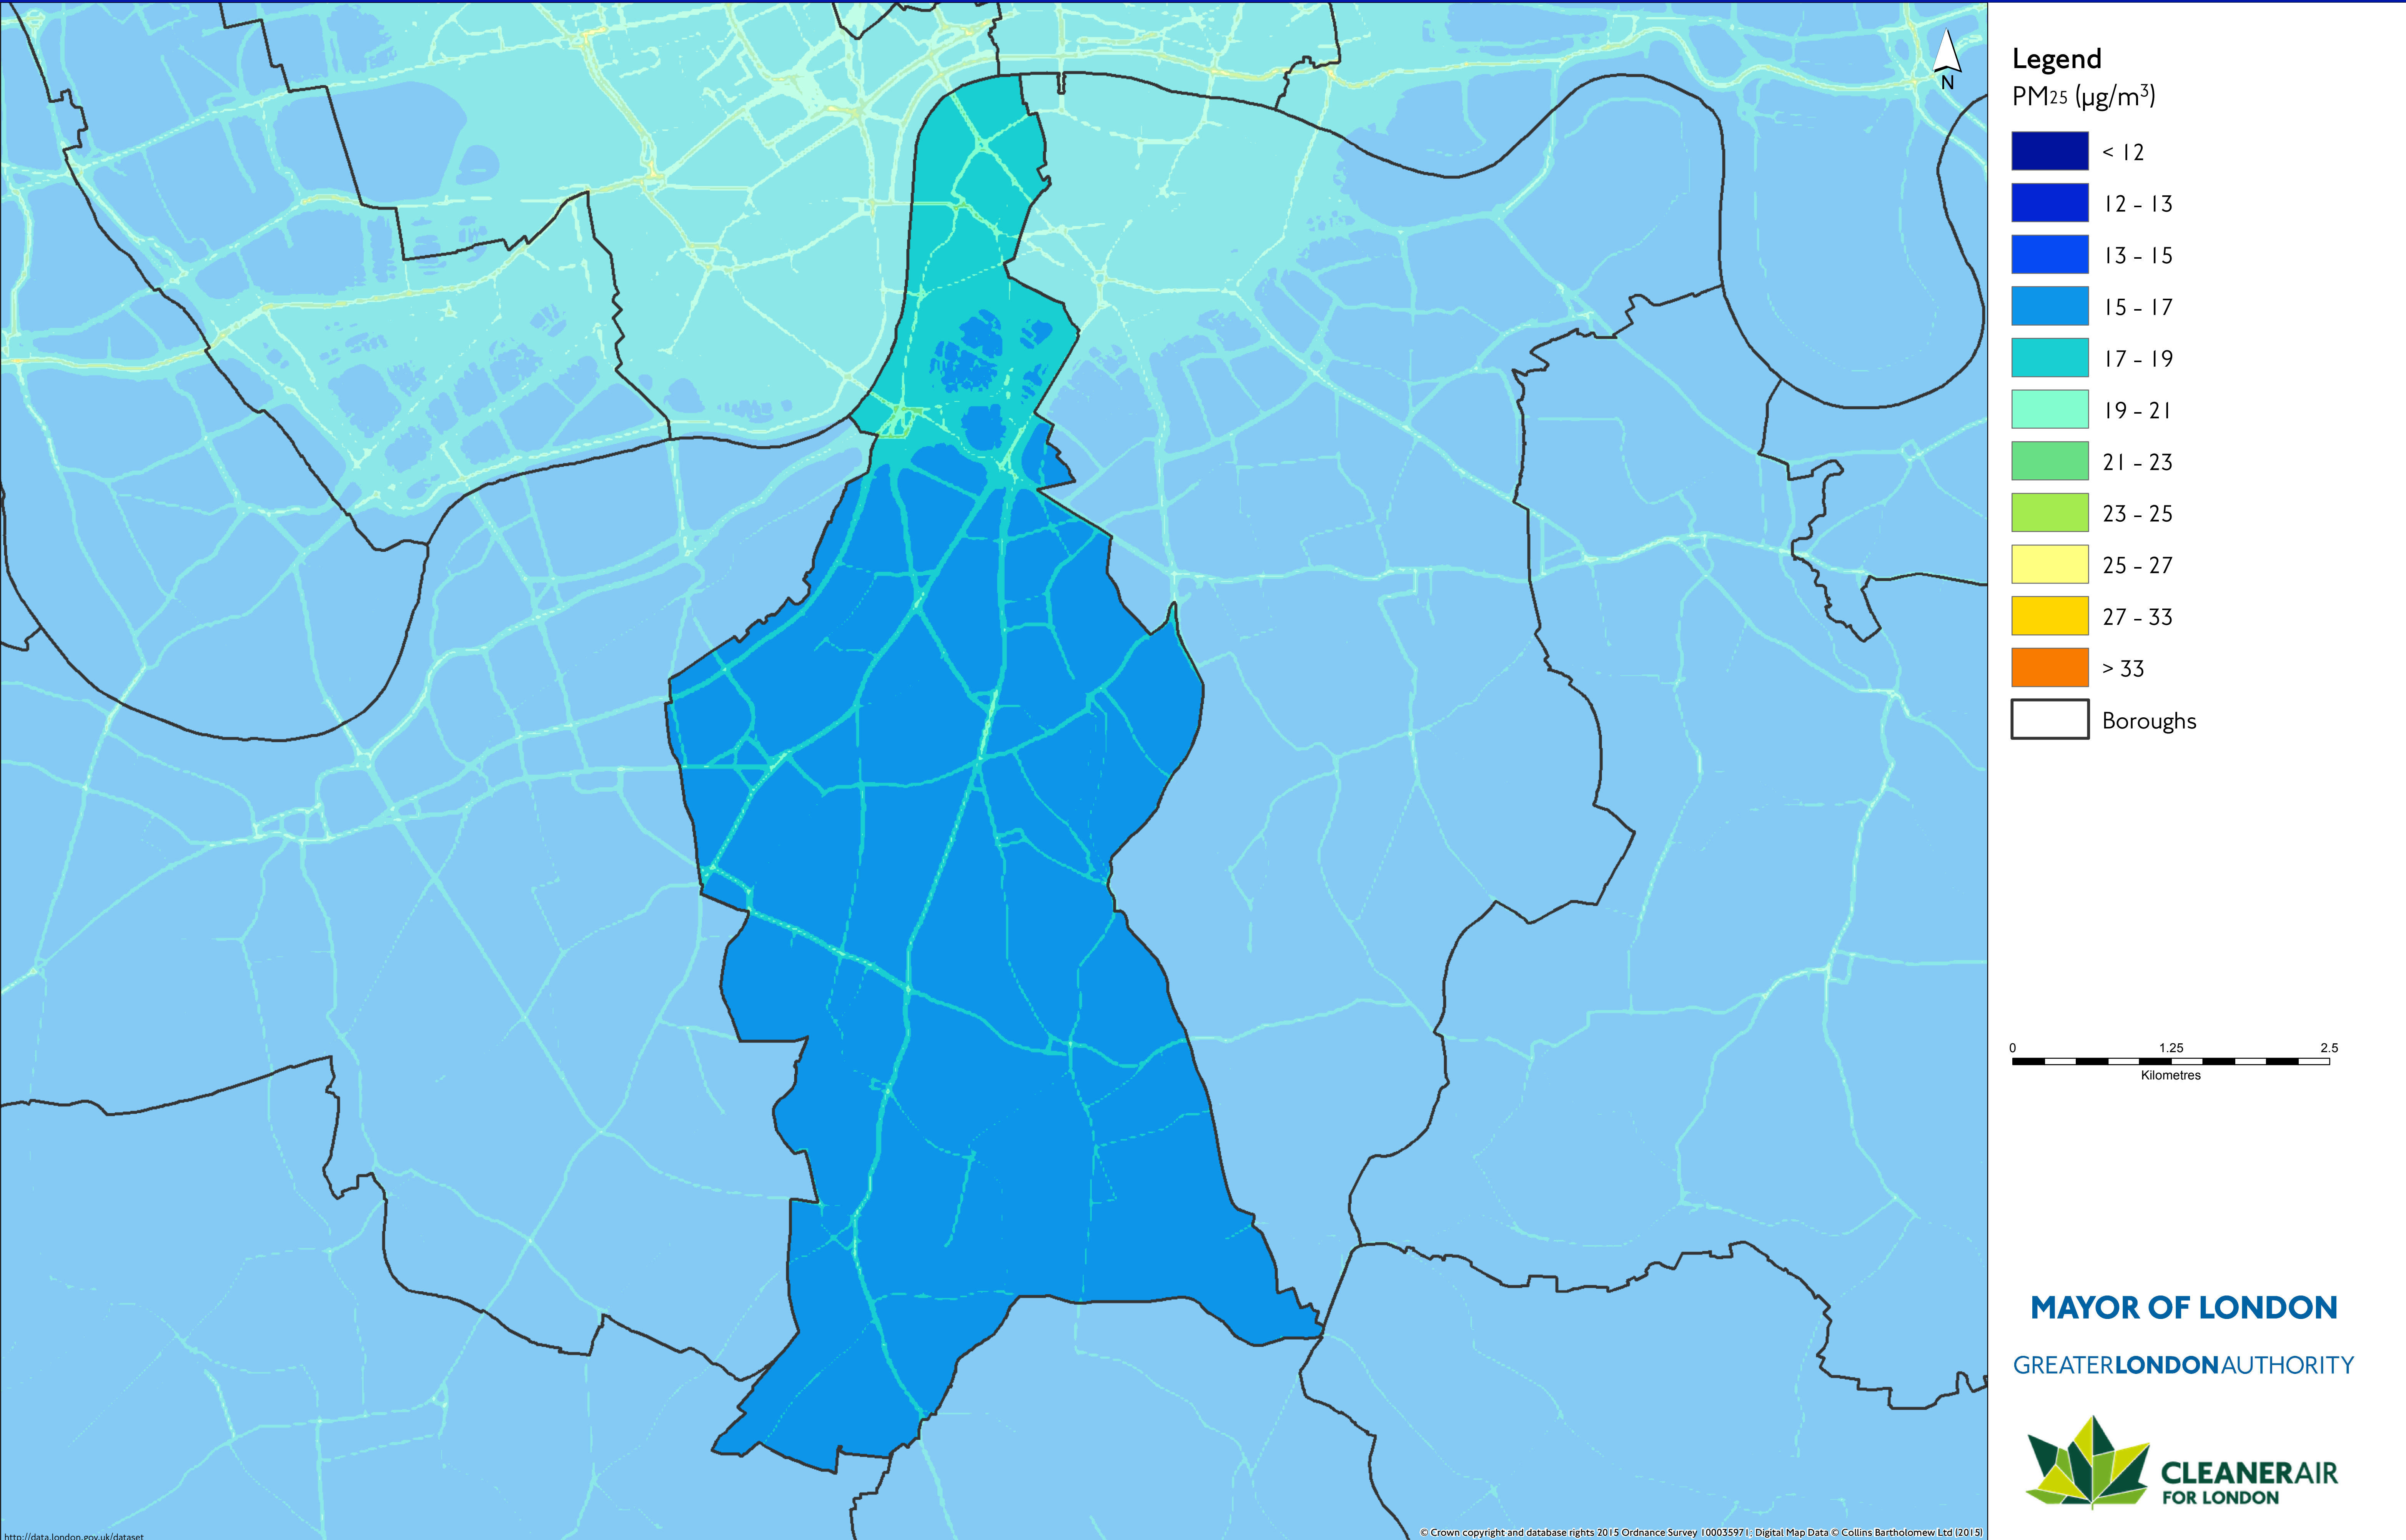 N
Legend
PM25 (µg/m³)
< 12
12 - 13
13 - 15
15 - 17
17 - 19
19 - 21
21 - 23
23 - 25
25 - 27
27 - 33
> 33
Boroughs
0 1.25 2.5
Kilometres
MAYOR OF LONDON
GREATERLONDONAUTHORITY
CLEANERAIR
FOR LONDON
http://data.london.gov.uk/dataset
© Crown copyright and database rights 2015 Ordnance Survey 100035971; Digital Map Data © Collins Bartholomew Ltd (2015)